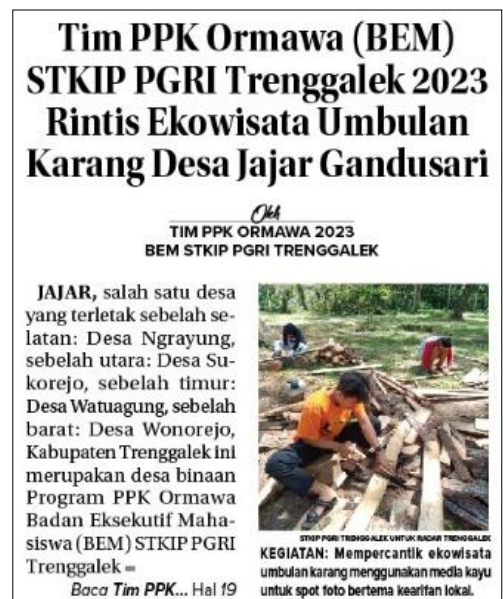 Tim PPK Ormawa (BEM)
STKIP PGRI Trenggalek 2023
Rintis Ekowisata Umbulan
Karang Desa Jajar Gandusari
Oleh
TIM PPK ORMAWA 2023
BEM STKIP PGRI TRENGGALEK
JAJAR, salah satu desa
yang terletak sebelah se-
latan: Desa Ngrayung,
sebelah utara: Desa Su-
korejo, sebelah timur:
Desa Watuagung, sebelah
barat: Desa Wonorejo,
Kabupaten Trenggalek ini
merupakan desa binaan
Program PPK Ormawa
Badan Eksekutif Maha-
siswa (BEM) STKIP PGRI
Trenggalek =
Baca Tim PPK... Hal 19
STKIP PGRI TRENGGALEK UNTUK RADAR TRENGGALEK
KEGIATAN: Mempercantik ekowisata
umbulan karang menggunakan media kayu
untuk spot foto bertema kearifan lokal.